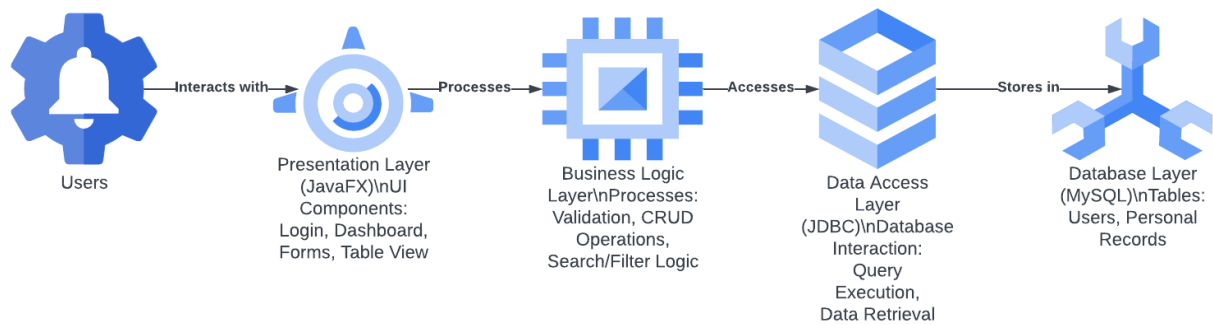 Users
Interacts with
Presentation Layer
(JavaFX)\nUI
Components:
Login, Dashboard,
Forms, Table View
Processes
Business Logic
Layer\nProcesses:
Validation, CRUD
Operations,
Search/Filter Logic
Accesses
Data Access
Layer
(JDBC)\nDatabase
Interaction:
Query
Execution,
Data Retrieval
Stores in
Database Layer
(MySQL)\nTables:
Users, Personal
Records